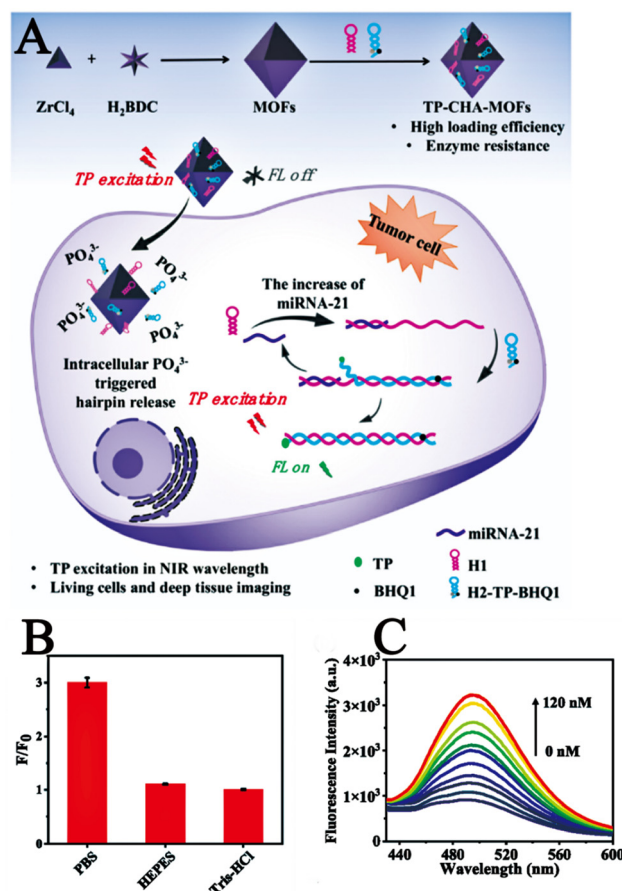 A
ZrCl4
+
H2BDC
MOFs
TP-CHA-MOFs
• High loading efficiency
• Enzyme resistance
TP excitation
FL off
Tumor cell
PO4³⁻
PO4³⁻
PO4³⁻
PO4³⁻
The increase of
miRNA-21
Intracellular PO4³⁻
triggered
hairpin release
TP excitation
FL on
• TP excitation in NIR wavelength
• Living cells and deep tissue imaging
miRNA-21
TP
H1
BHQ1
H2-TP-BHQ1
B
F/F0
3
2
1
0
PBS
HEPES
Tris-HCl
C
Fluorescence Intensity (a.u.)
4×10³
3×10³
2×10³
1×10³
0
120 nM
0 nM
440
480
520
560
600
Wavelength (nm)